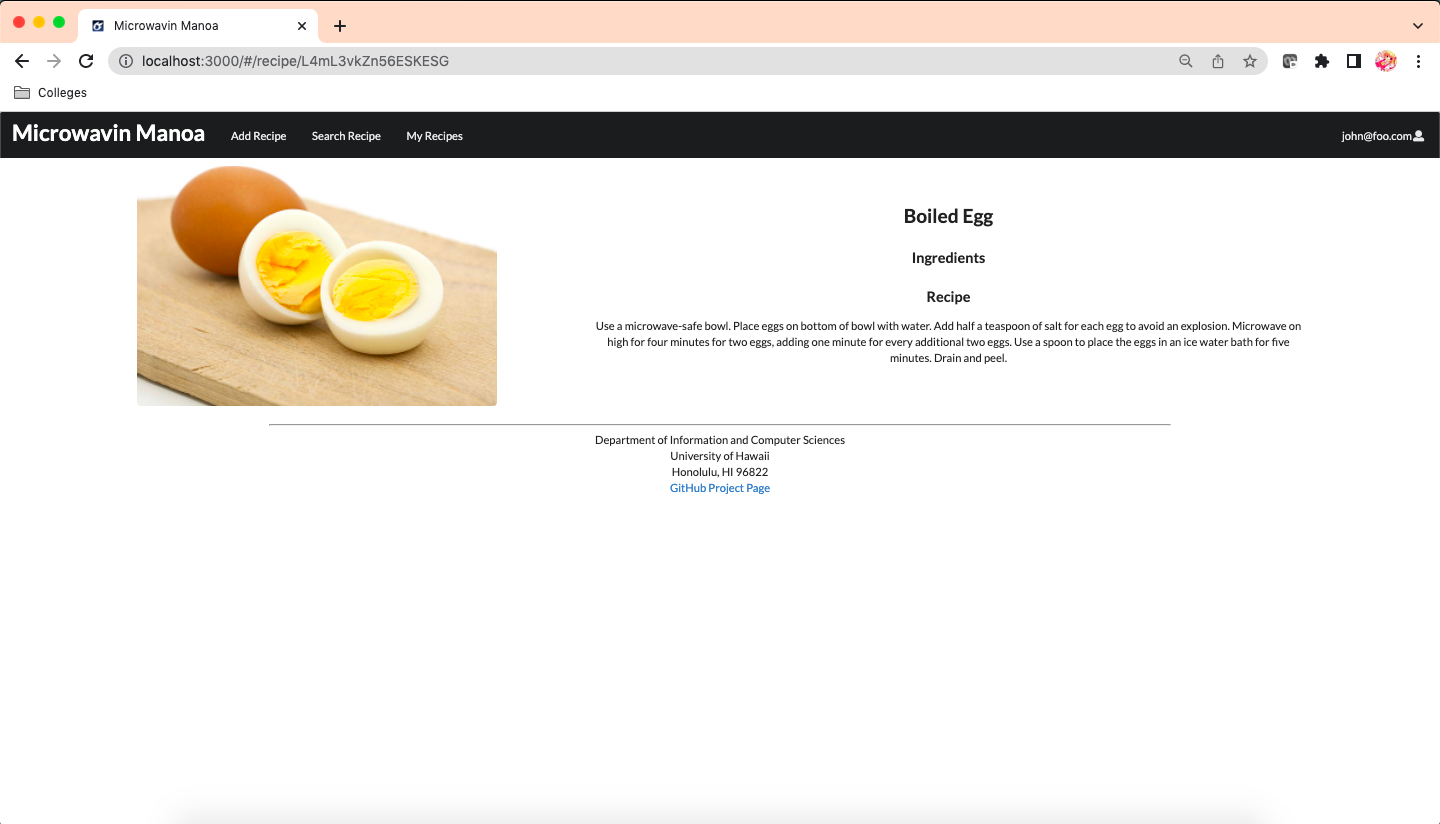 Microwavin Manoa
localhost:3000/#/recipe/L4mL3vkZn56ESKESG
Colleges
Microwavin Manoa Add Recipe Search Recipe My Recipes john@foo.com
Boiled Egg
Ingredients
Recipe
Use a microwave-safe bowl. Place eggs on bottom of bowl with water. Add half a teaspoon of salt for each egg to avoid an explosion. Microwave on
high for four minutes for two eggs, adding one minute for every additional two eggs. Use a spoon to place the eggs in an ice water bath for five
minutes. Drain and peel.
Department of Information and Computer Sciences
University of Hawaii
Honolulu, HI 96822
GitHub Project Page